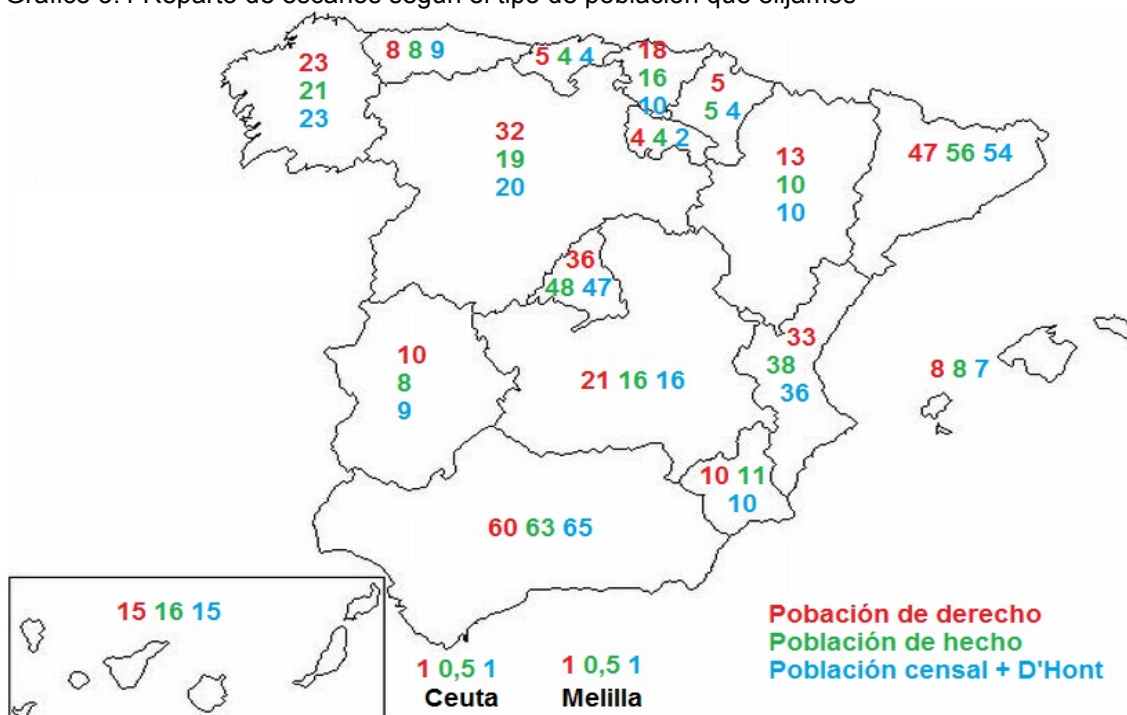 Gráfico 3.4 Reparto de escaños según el tipo de población que elijamos
23
21
23
8 8 9
5 4 4
18
16
10
5
5 4
4 4 2
32
19
20
13
10
10
47 56 54
36
48 47
33
38
36
8 8 7
10
8
9
21 16 16
10 11
10
60 63 65
15 16 15
1 0,5 1
Ceuta
1 0,5 1
Melilla
Pobación de derecho
Población de hecho
Población censal + D'Hont